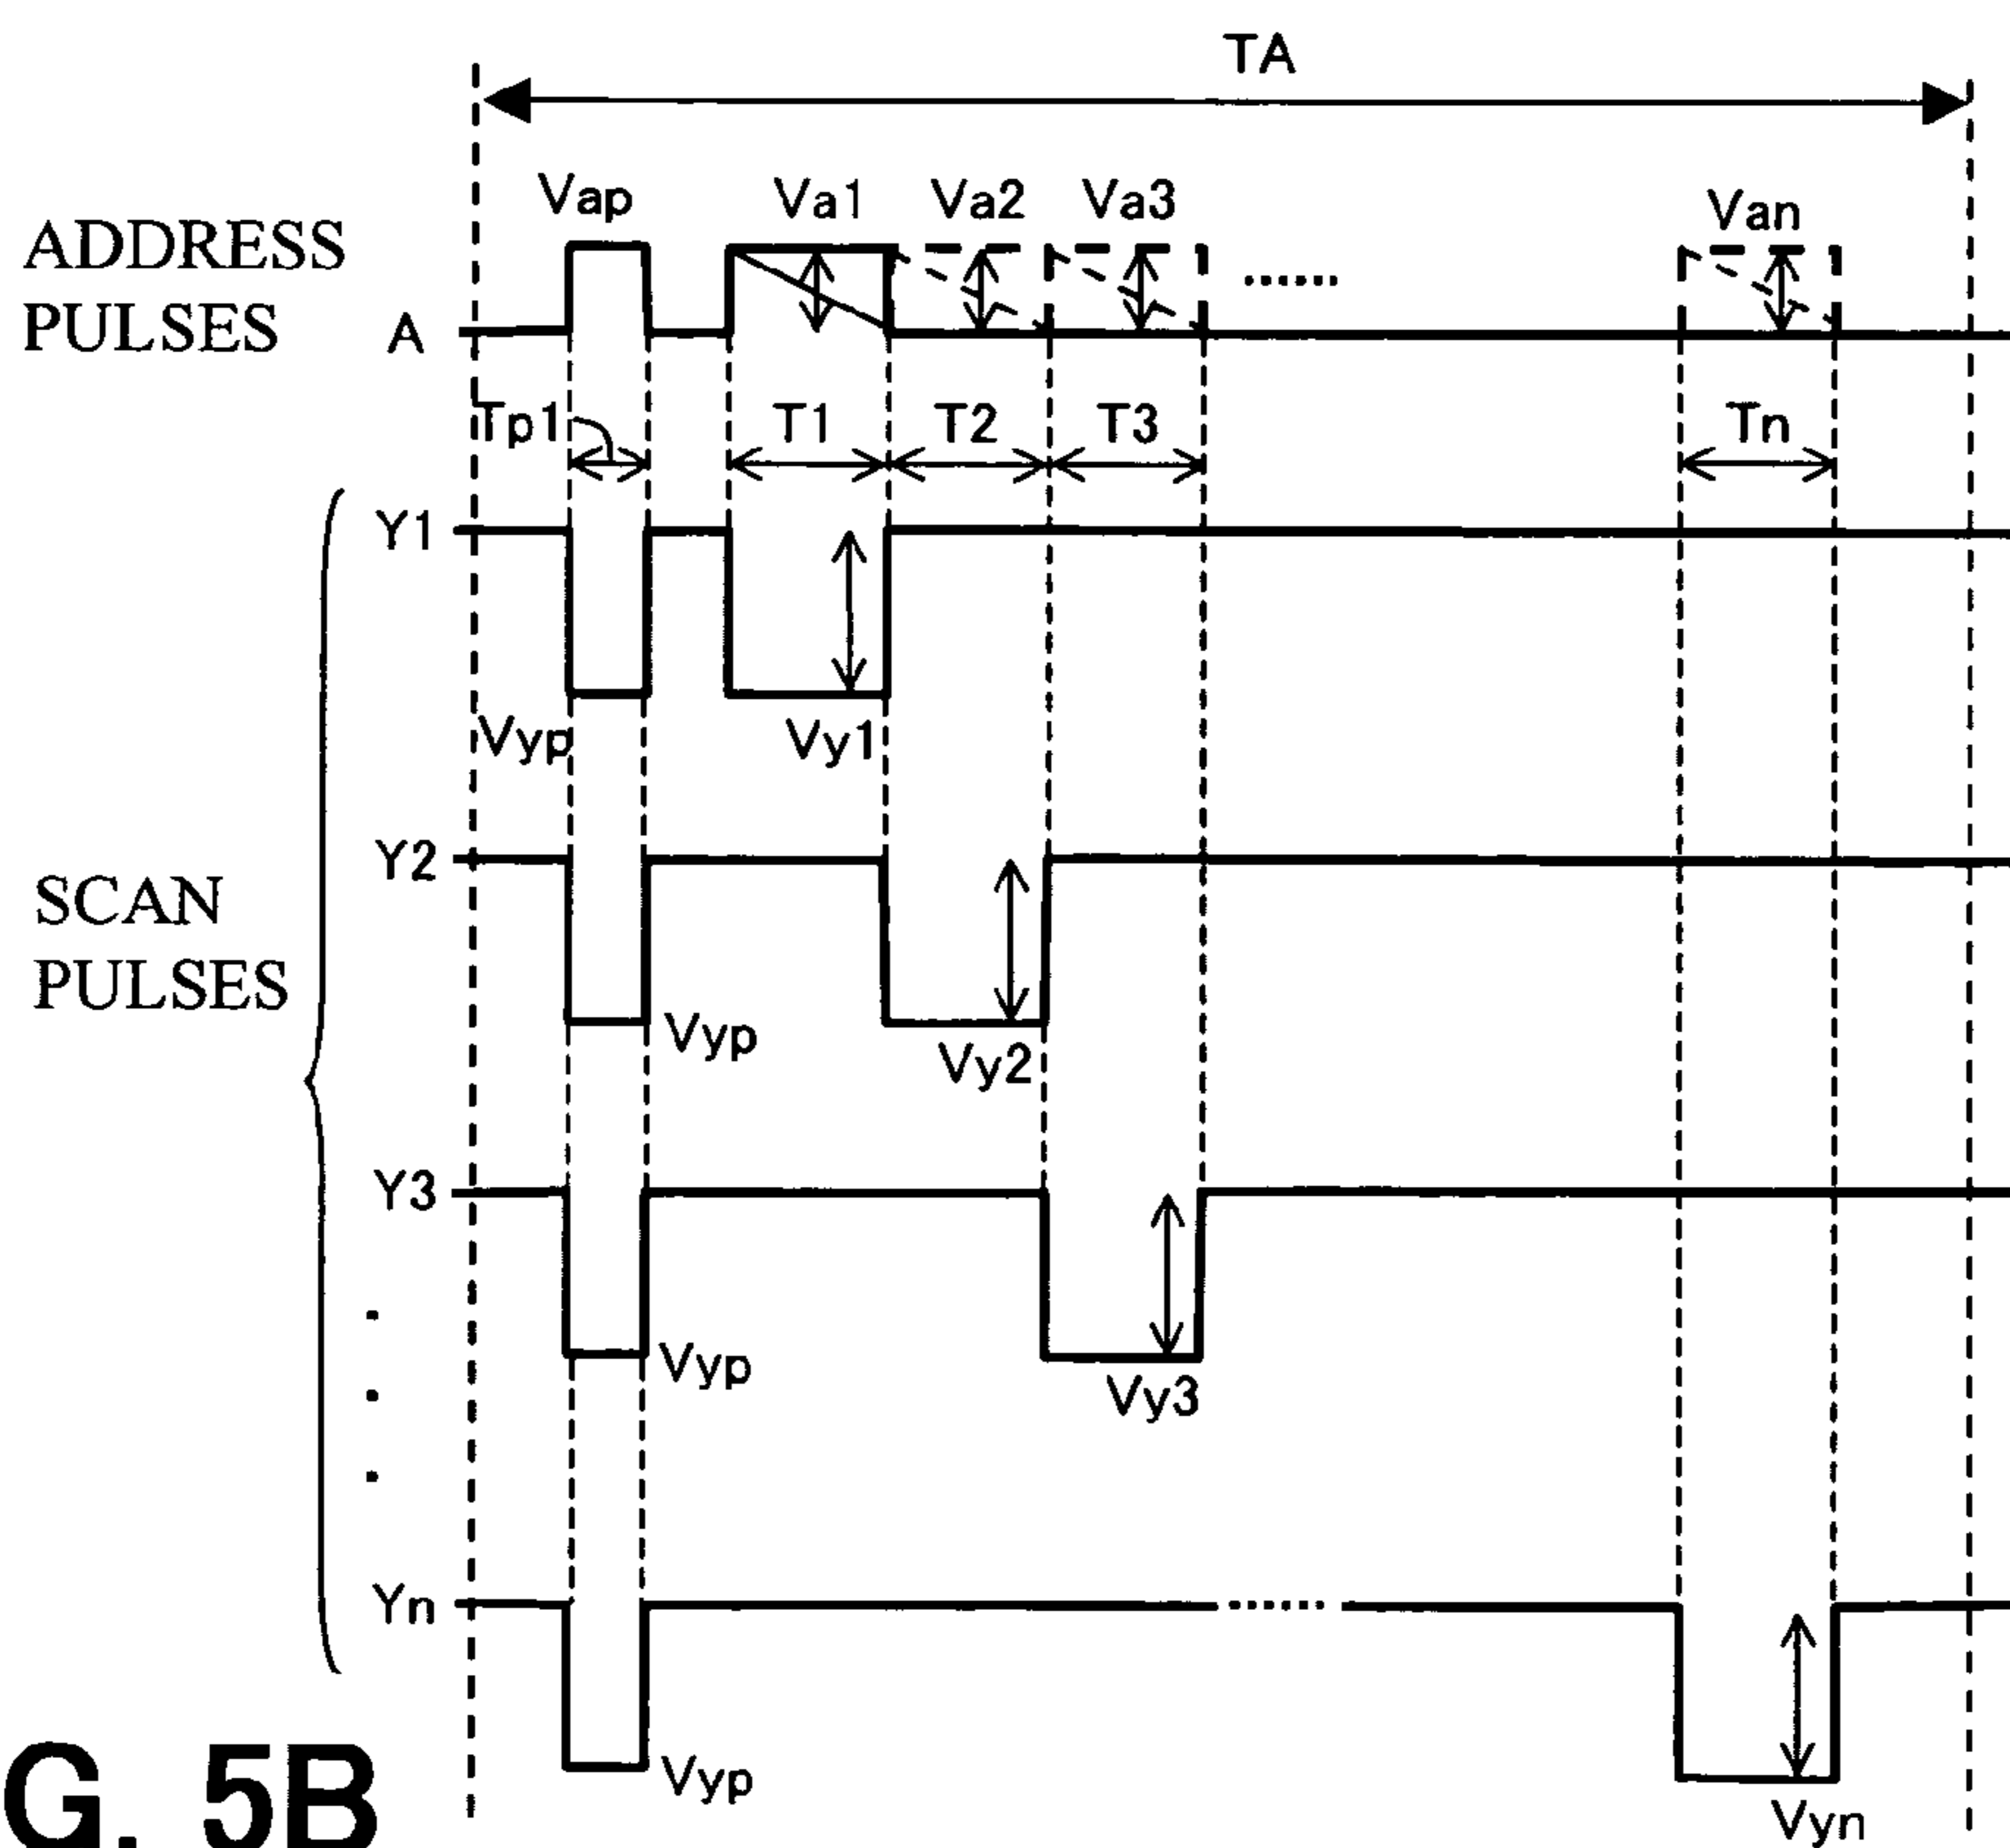 TA
Vap Va1 Va2 Va3 Van
ADDRESS
PULSES
A
......
Tp1 T1 T2 T3 Tn
Y1
Vyp Vy1
Y2
SCAN
PULSES
Vyp Vy2
Y3
Vyp Vy3
.
.
.
Yn
......
Vyp Vyn
G. 5B